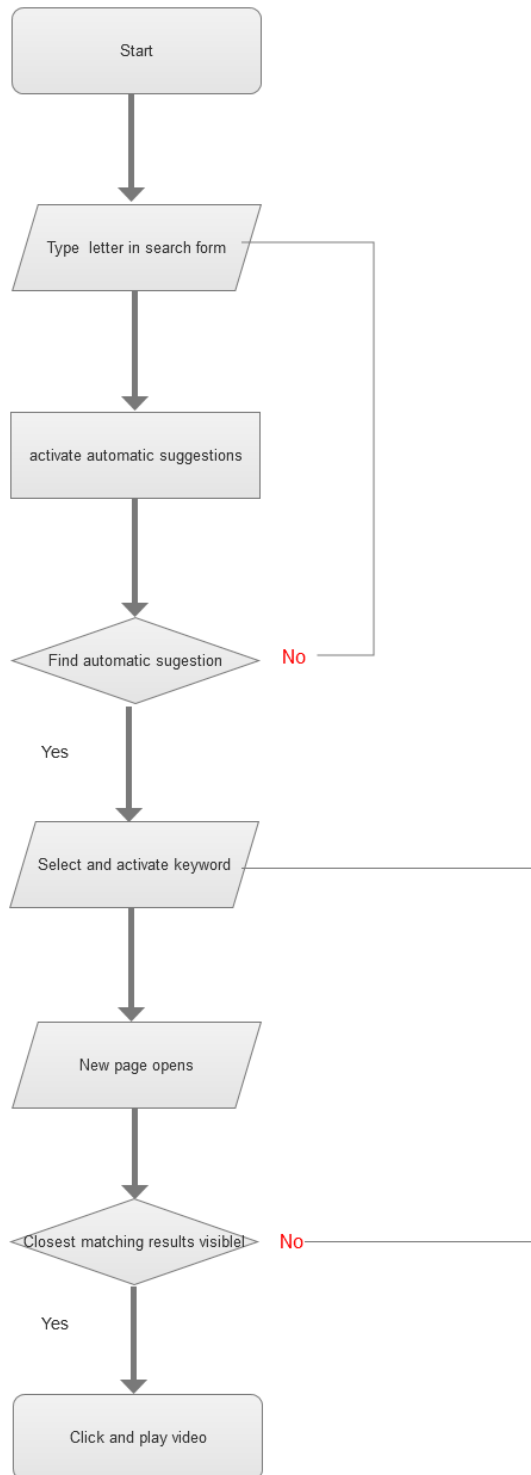 Start
Type letter in search form
activate automatic suggestions
Find automatic sugestion
No
Yes
Select and activate keyword
New page opens
Closest matching results visible!
No
Yes
Click and play video